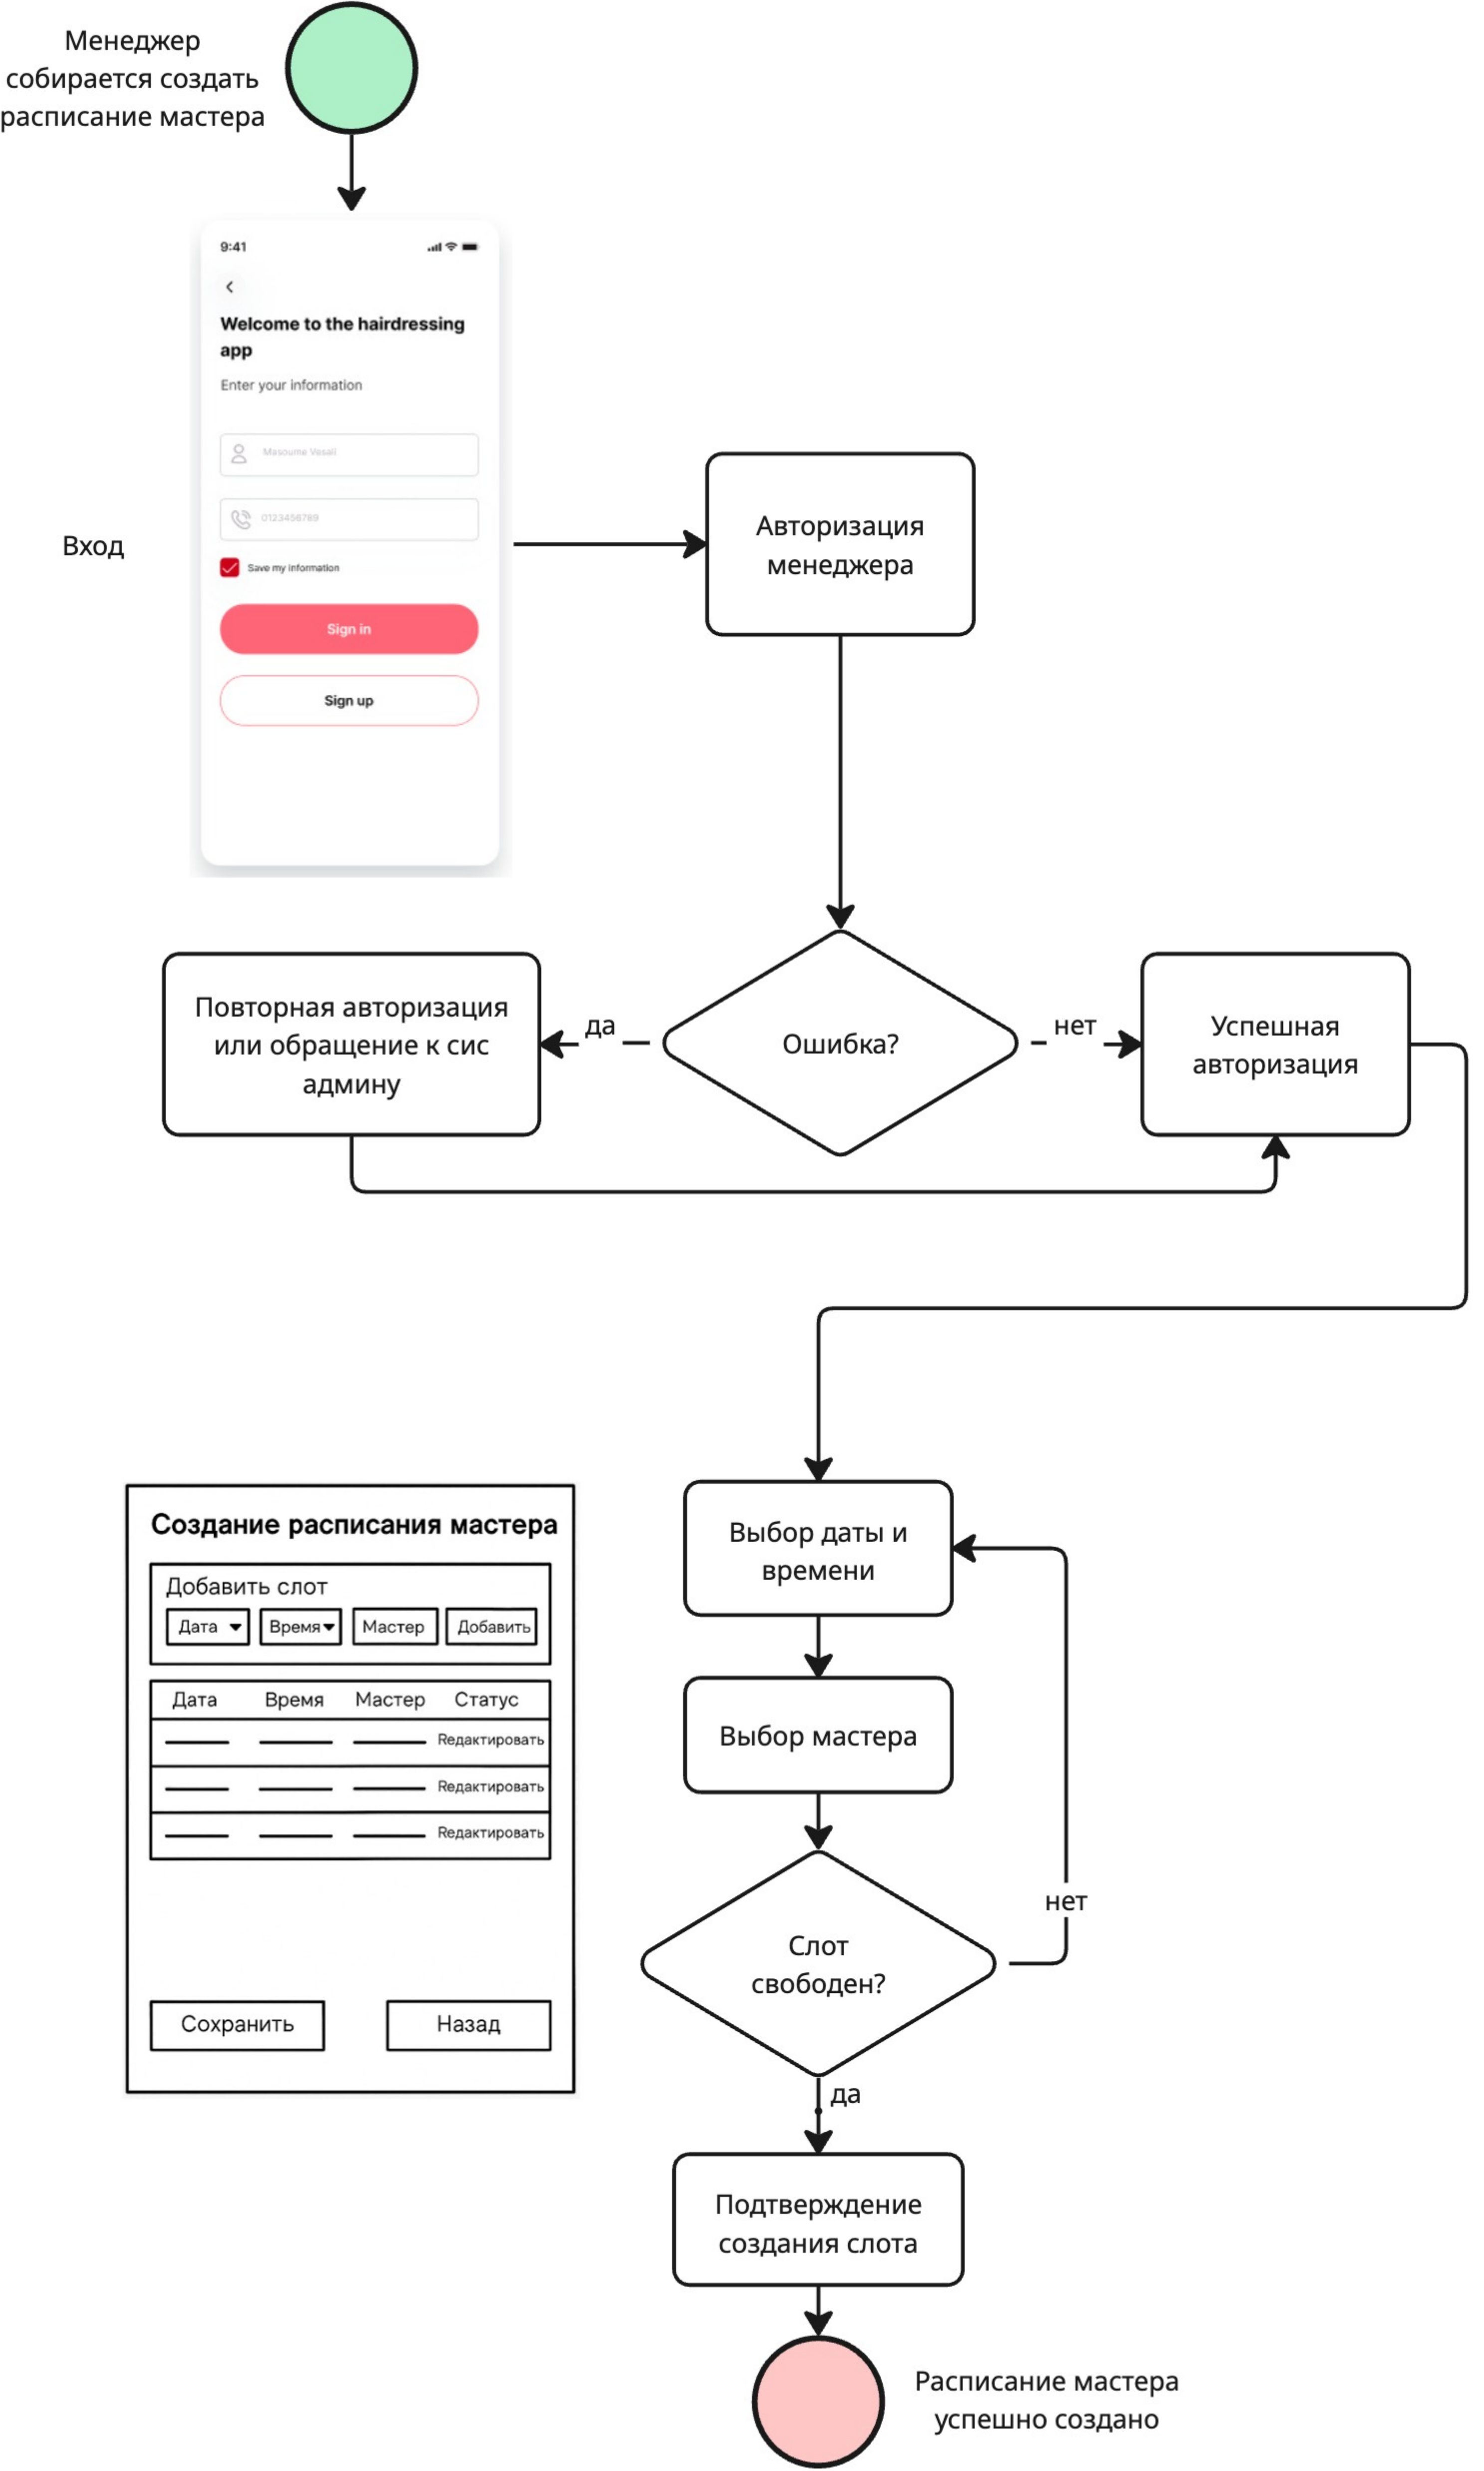 Менеджер
собирается создать
расписание мастера
9:41
Welcome to the hairdressing
app
Enter your information
Masoume Vesali
0123456789
Save my information
Sign in
Sign up
Вход
Авторизация
менеджера
Повторная авторизация
или обращение к сис
админу
да
Ошибка?
нет
Успешная
авторизация
Создание расписания мастера
Добавить слот
Дата
Время
Мастер
Добавить
Дата Время Мастер Статус
Rедактировать
Rедактировать
Rедактировать
Сохранить
Назад
Выбор даты и
времени
Выбор мастера
нет
Слот
свободен?
да
Подтверждение
создания слота
Расписание мастера
успешно создано